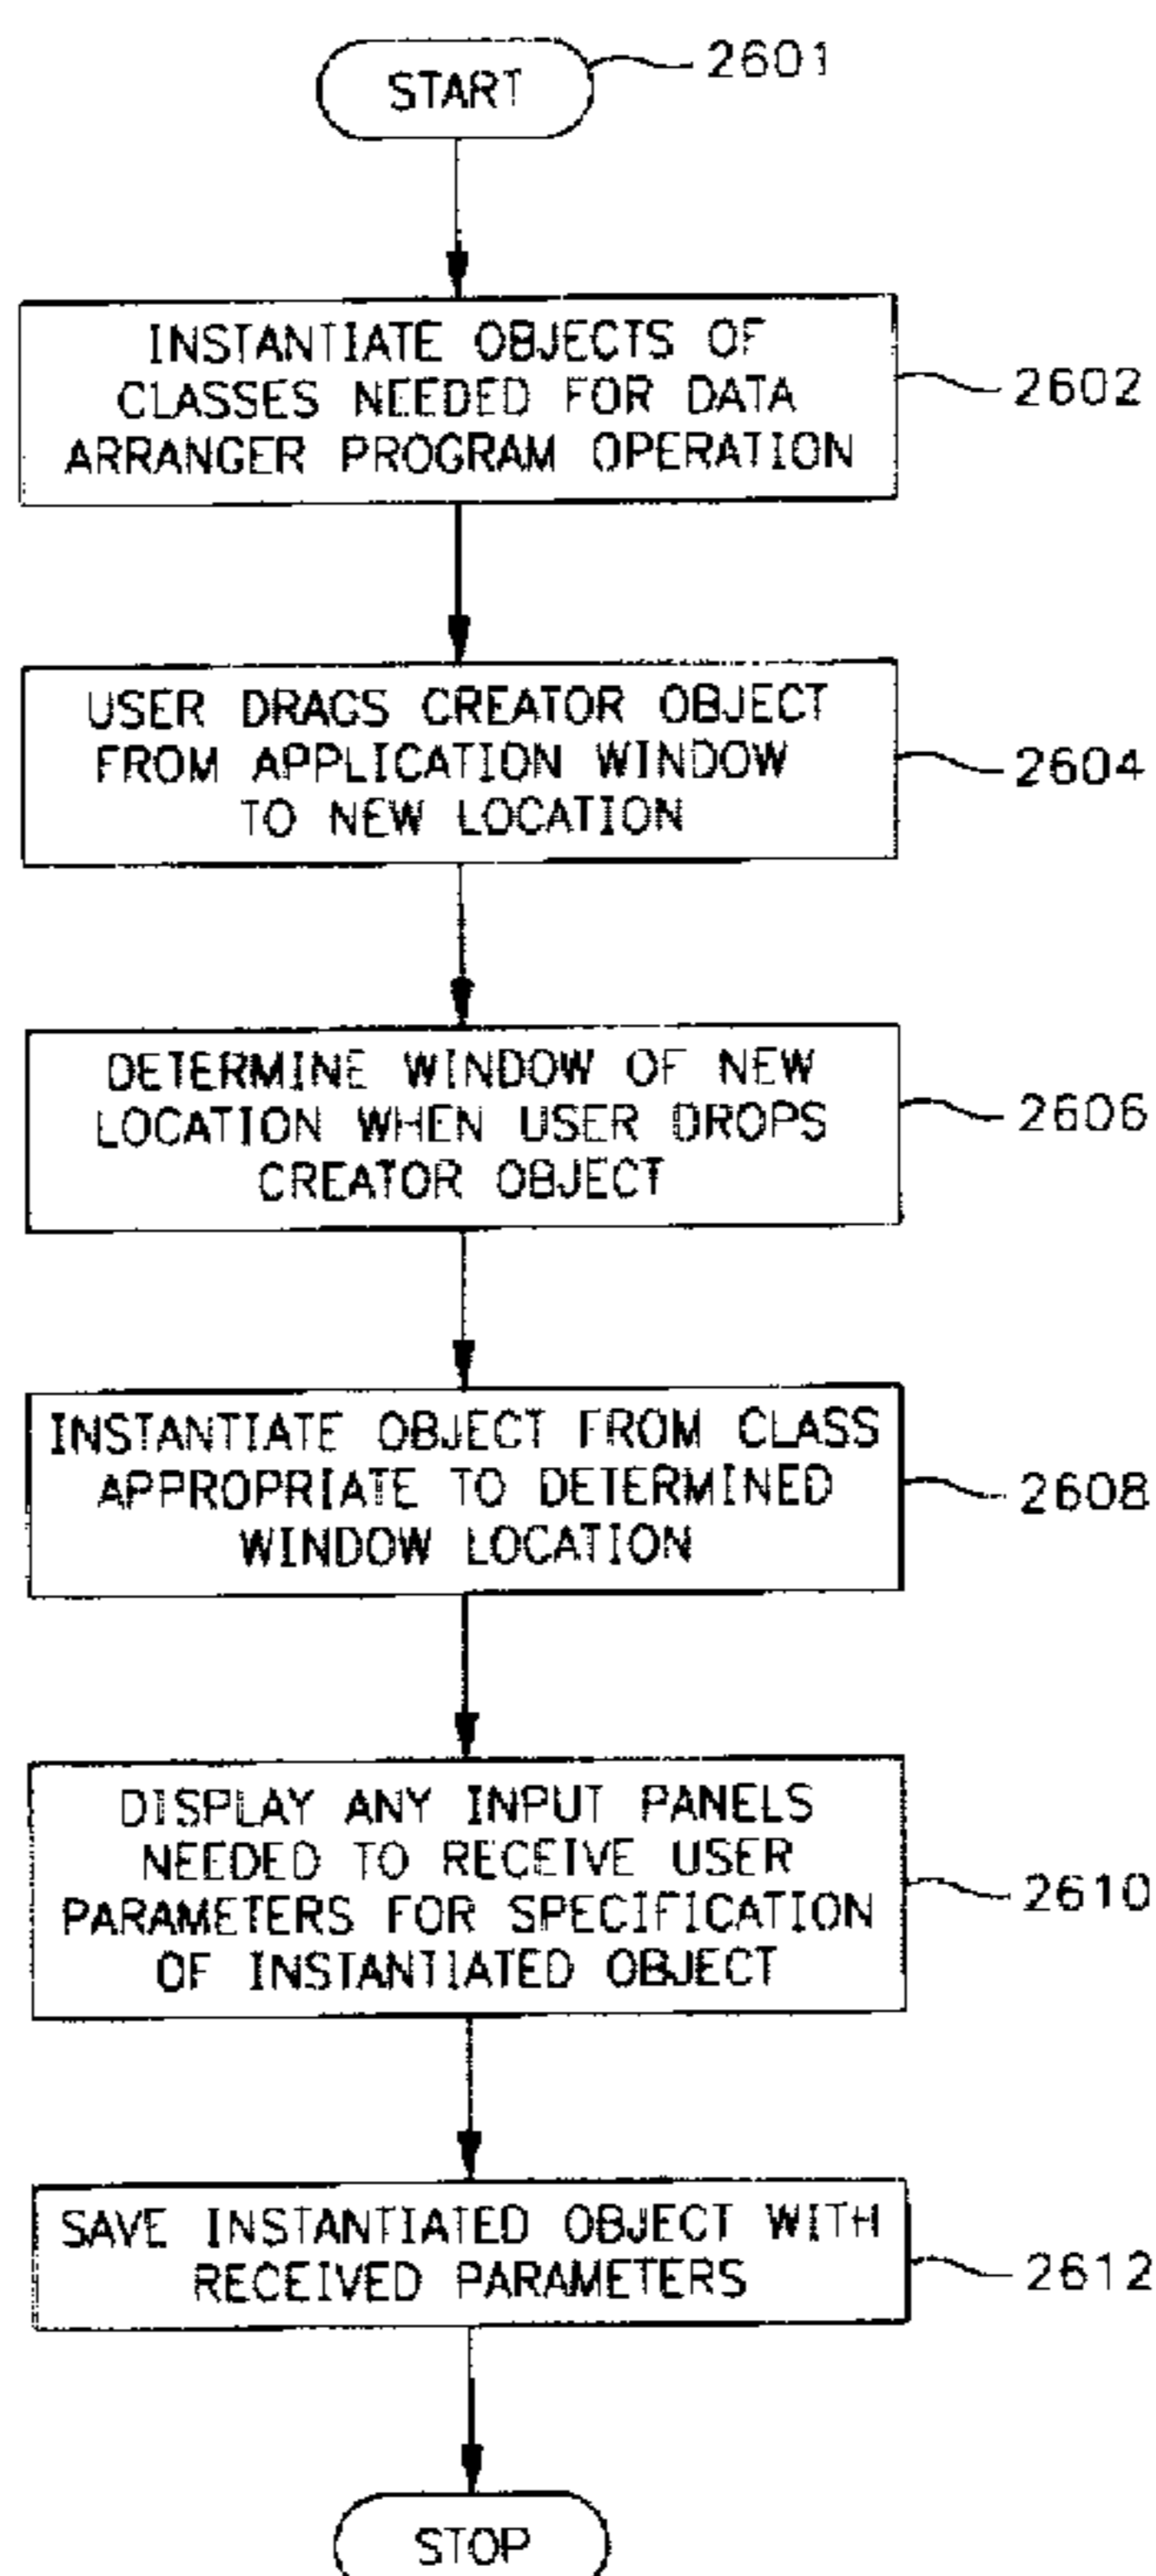 START
2601
INSTANTIATE OBJECTS OF
CLASSES NEEDED FOR DATA
ARRANGER PROGRAM OPERATION
2602
USER DRAGS CREATOR OBJECT
FROM APPLICATION WINDOW
TO NEW LOCATION
2604
DETERMINE WINDOW OF NEW
LOCATION WHEN USER DROPS
CREATOR OBJECT
2606
INSTANTIATE OBJECT FROM CLASS
APPROPRIATE TO DETERMINED
WINDOW LOCATION
2608
DISPLAY ANY INPUT PANELS
NEEDED TO RECEIVE USER
PARAMETERS FOR SPECIFICATION
OF INSTANTIATED OBJECT
2610
SAVE INSTANTIATED OBJECT WITH
RECEIVED PARAMETERS
2612
STOP